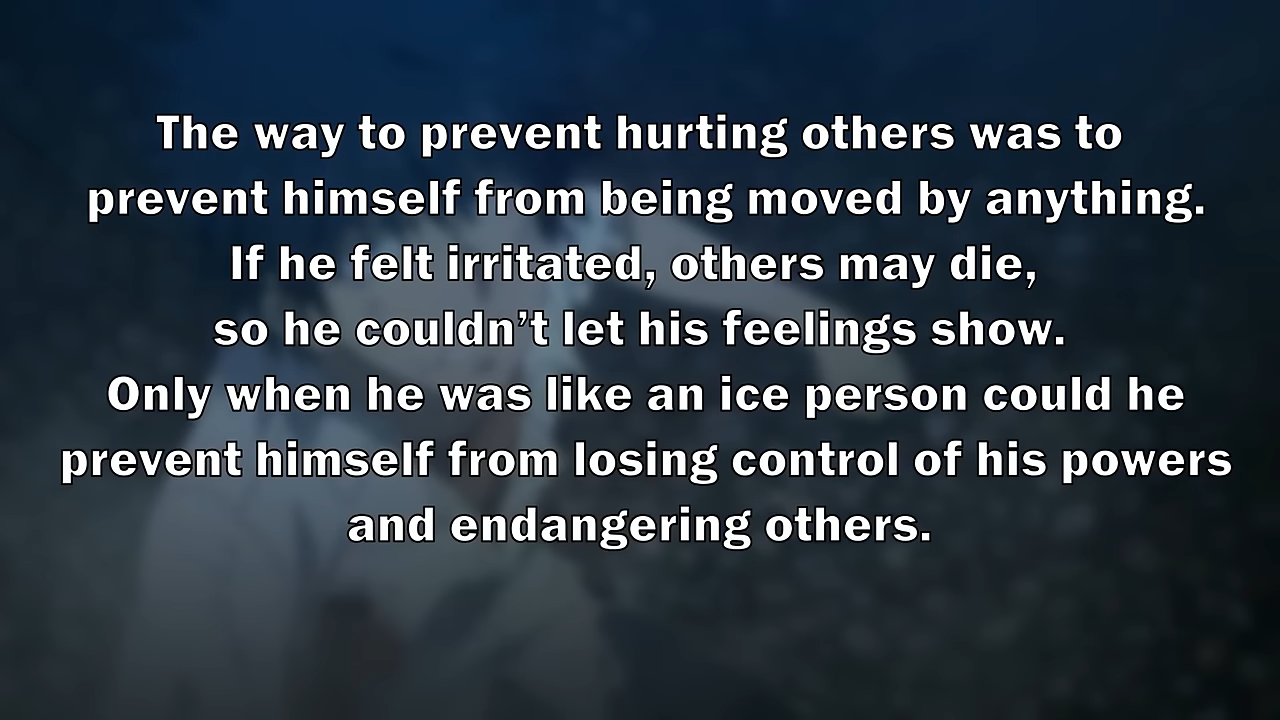 The way to prevent hurting others was to
prevent himself from being moved by anything.
If he felt irritated, others may die,
so he couldn’t let his feelings show.
Only when he was like an ice person could he
prevent himself from losing control of his powers
and endangering others.